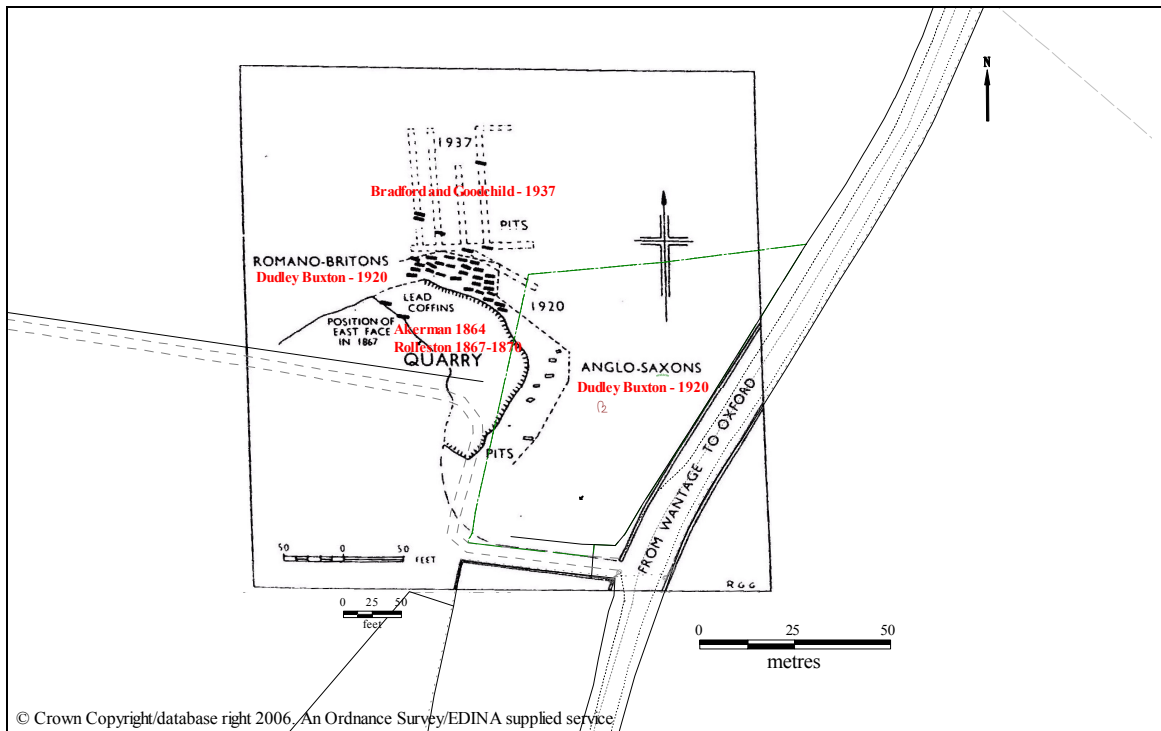 N
1937
Bradford and Goodchild - 1937
PITS
ROMANO-BRITONS
Dudley Buxton - 1920
LEAD
COFFINS
1920
POSITION OF
EAST FACE
IN 1867
Akerman 1864
Rolfeston 1867-1870
QUARRY
ANGLO-SAXONS
Dudley Buxton - 1920
PITS
FROM WANTAGE TO OXFORD
50 0 50
FEET
RGG
0 25 50
feet
0 25 50
metres
© Crown Copyright/database right 2006. An Ordnance Survey/EDINA supplied service